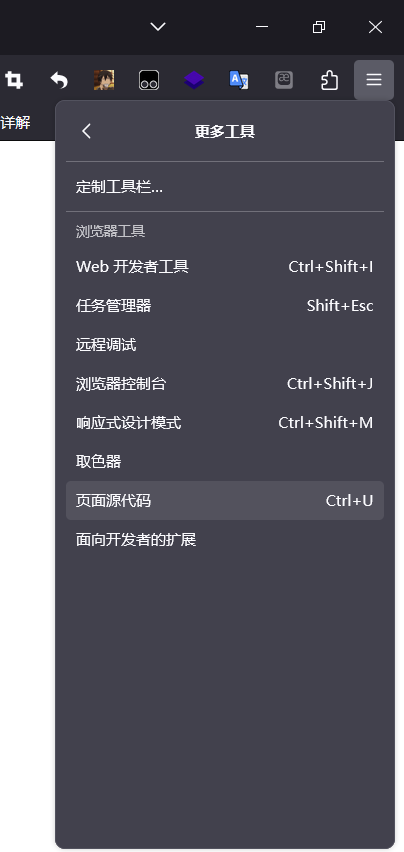 详解
更多工具
定制工具栏...
浏览器工具
Web 开发者工具 Ctrl+Shift+I
任务管理器 Shift+Esc
远程调试
浏览器控制台 Ctrl+Shift+J
响应式设计模式 Ctrl+Shift+M
取色器
页面源代码 Ctrl+U
面向开发者的扩展